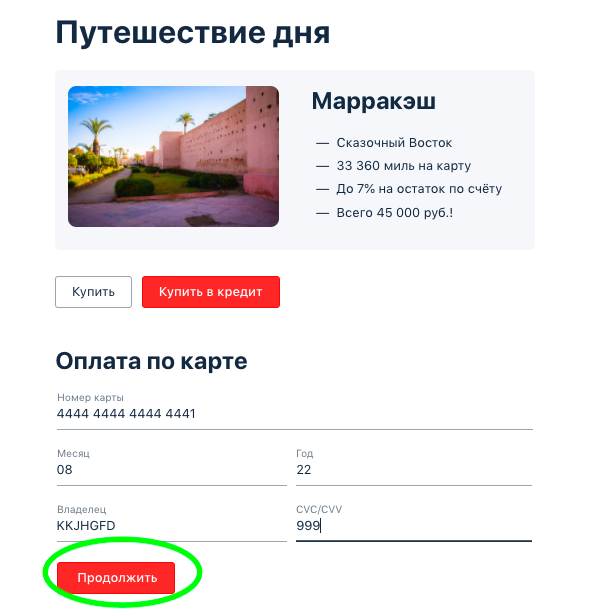 Путешествие дня
Марракэш
— Сказочный Восток
— 33 360 миль на карту
— До 7% на остаток по счёту
— Всего 45 000 руб.!
Купить
Купить в кредит
Оплата по карте
Номер карты
4444 4444 4444 4441
Месяц
08
Год
22
Владелец
KKJHGFD
CVC/CVV
999
Продолжить